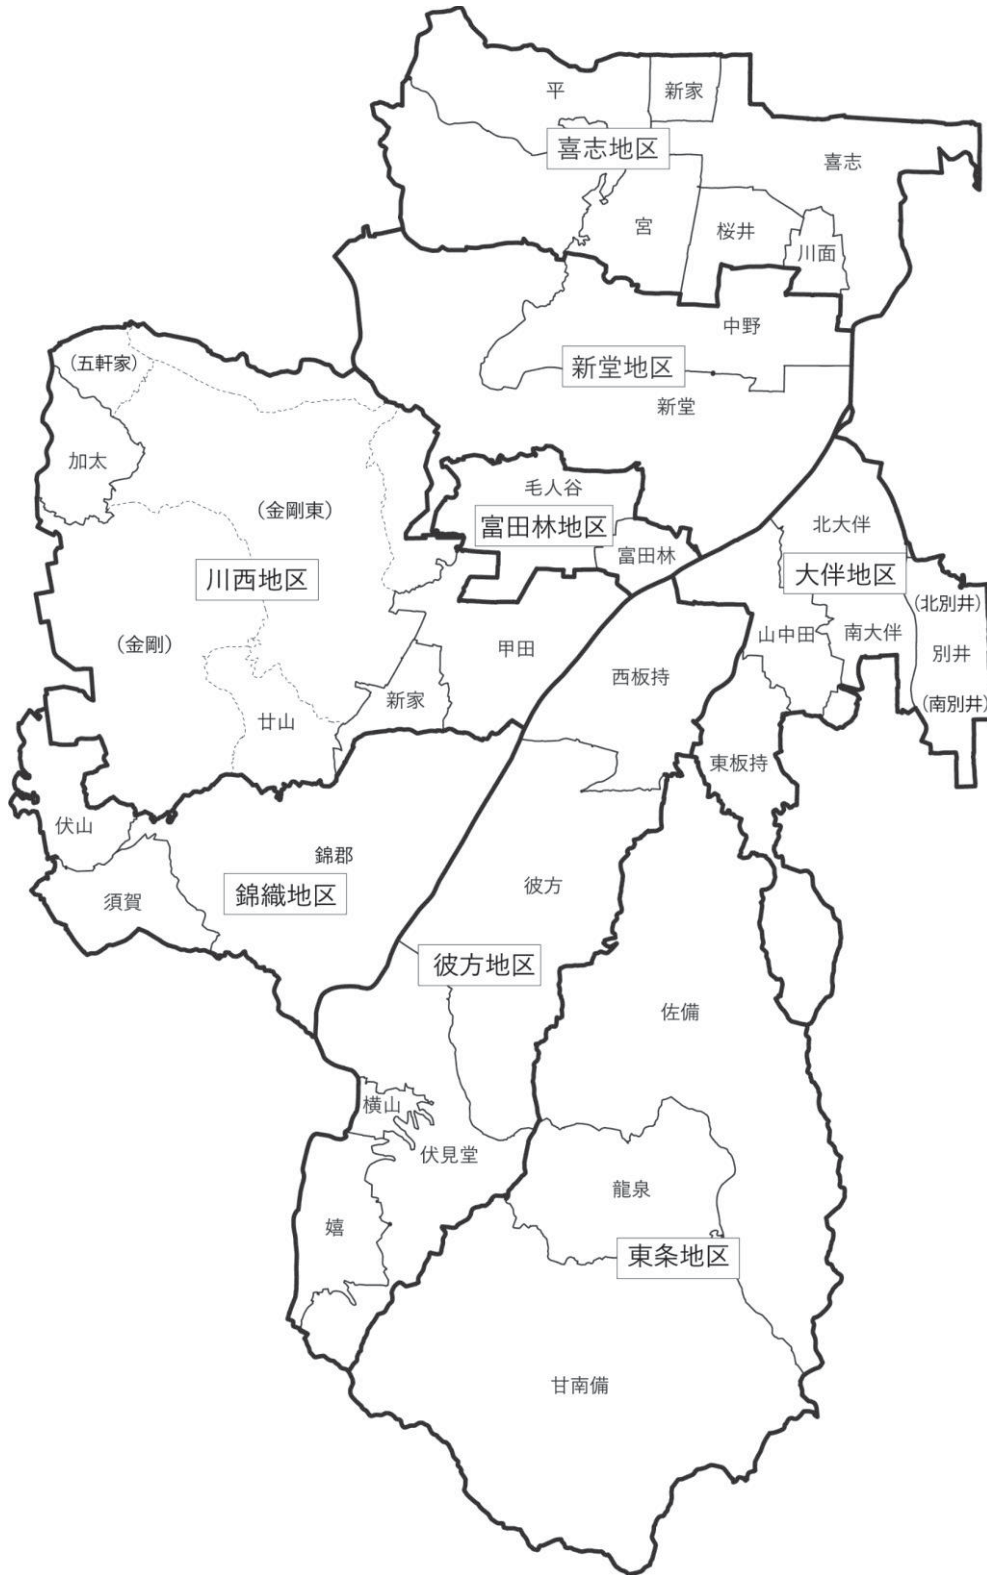 平
新家
喜志地区
喜志
宮
桜井
川面
中野
新堂地区
新堂
(五軒家)
加太
(金剛東)
毛人谷
富田林地区
富田林
北大伴
大伴地区
川西地区
(北別井)
(金剛)
甲田
山中田
南大伴
別井
西板持
新家
廿山
(南別井)
東板持
伏山
錦郡
須賀
錦織地区
彼方
彼方地区
佐備
横山
伏見堂
龍泉
嬉
東条地区
甘南備